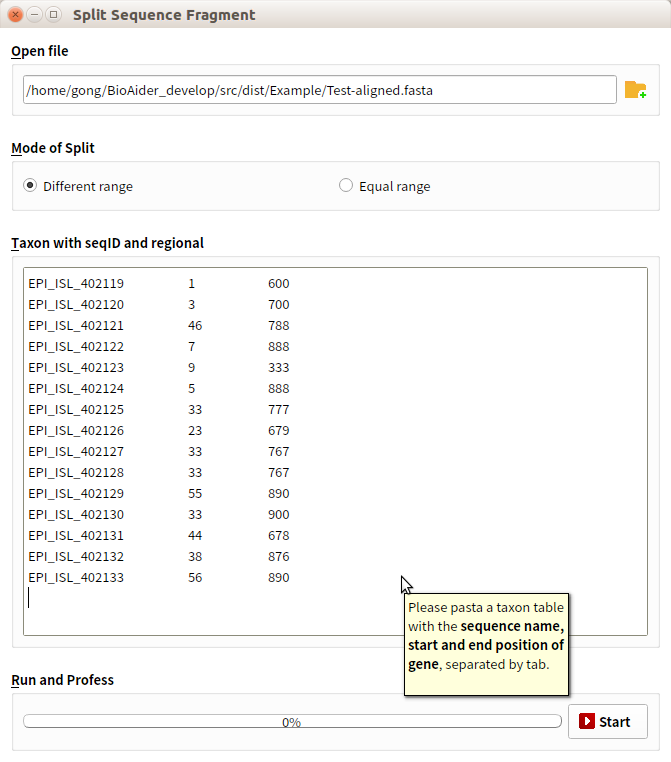 Split Sequence Fragment
Open file
/home/gong/BioAider_develop/src/dist/Example/Test-aligned.fasta
Mode of Split
Different range Equal range
Taxon with seqID and regional
EPI_ISL_402119 1 600
EPI_ISL_402120 3 700
EPI_ISL_402121 46 788
EPI_ISL_402122 7 888
EPI_ISL_402123 9 333
EPI_ISL_402124 5 888
EPI_ISL_402125 33 777
EPI_ISL_402126 23 679
EPI_ISL_402127 33 767
EPI_ISL_402128 33 767
EPI_ISL_402129 55 890
EPI_ISL_402130 33 900
EPI_ISL_402131 44 678
EPI_ISL_402132 38 876
EPI_ISL_402133 56 890
Please pasta a taxon table
with the sequence name,
start and end position of
gene, separated by tab.
Run and Profess
0% Start